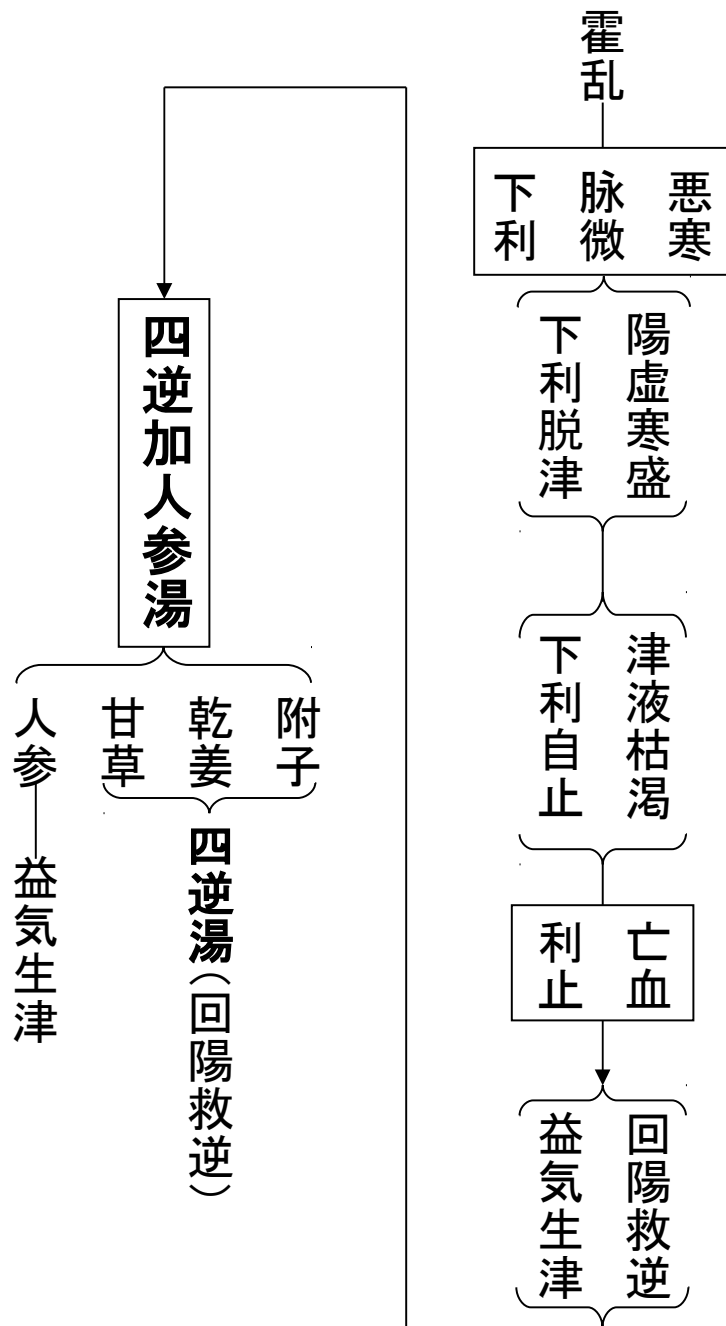 霍乱
悪寒
脉微
下利
陽虚寒盛
下利脱津
津液枯渇
下利自止
亡血
利止
回陽救逆
益気生津
四逆加人参湯
附子
乾姜
甘草
人参
四逆湯（回陽救逆）
益気生津